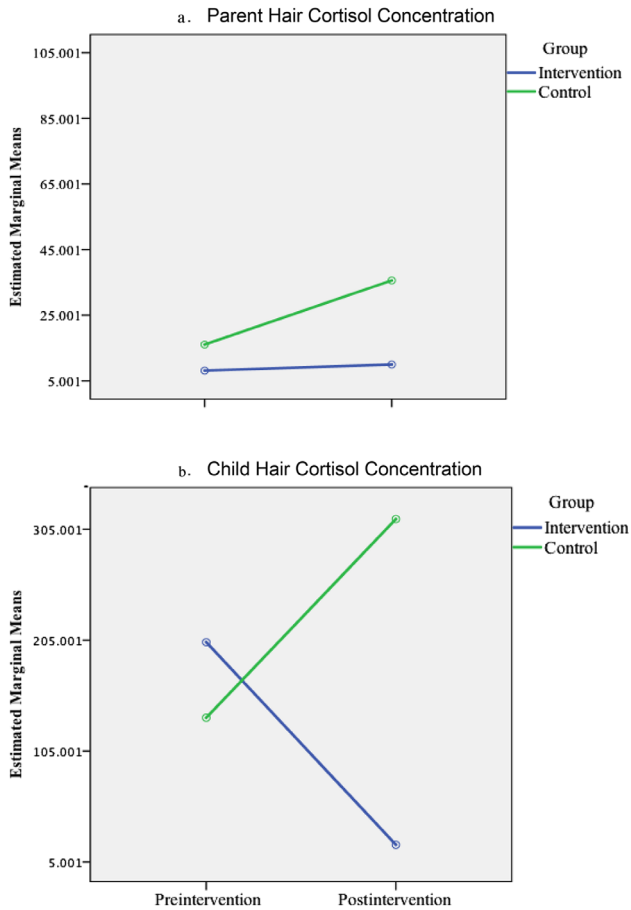 a. Parent Hair Cortisol Concentration
105.001
85.001
65.001
45.001
25.001
5.001
Estimated Marginal Means
Group
Intervention
Control
b. Child Hair Cortisol Concentration
305.001
205.001
105.001
5.001
Estimated Marginal Means
Group
Intervention
Control
Preintervention Postintervention